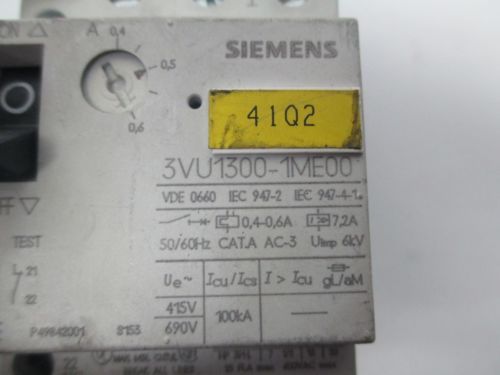 ON A 0,4
0,5
0,6
SIEMENS
41Q2
3VU1300-1ME00
VDE 0660 IEC 947-2 IEC 947-4-1
0,4-0,6A 7,2A
50/60Hz CAT.A AC-3 Uimp 6kV
Ue~ Icu/Ics I > Icu gL/aM
415V
690V 100kA
TEST
21
22
P49842001 8153
22